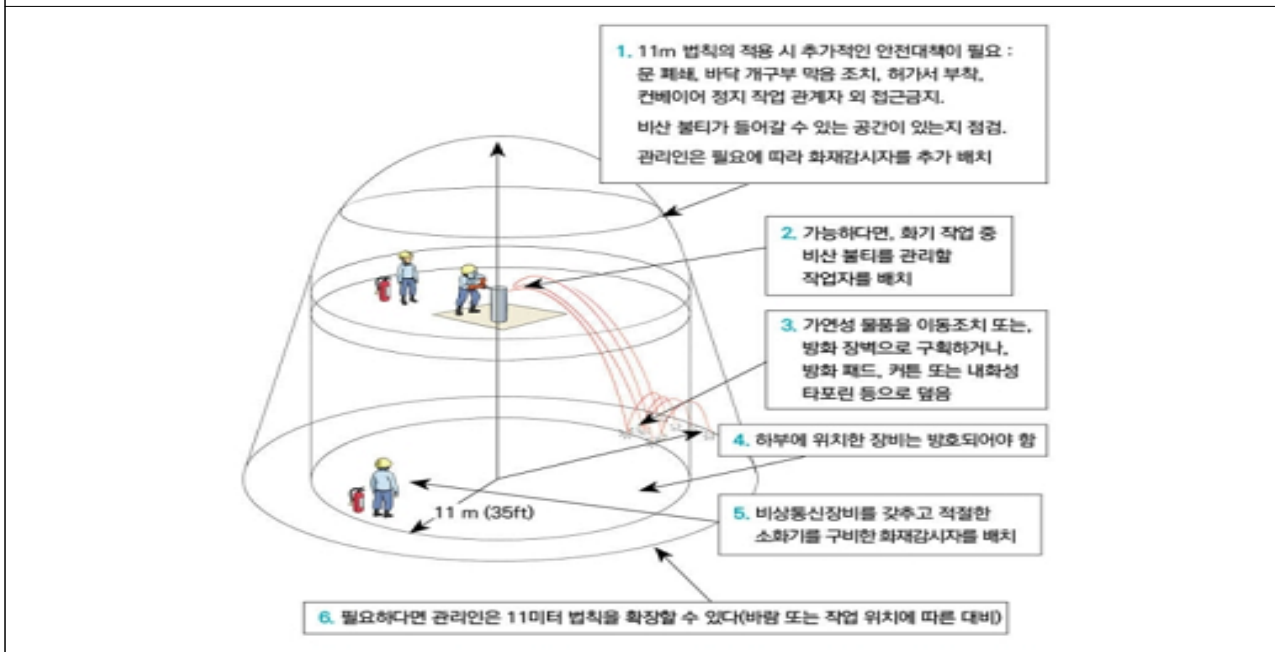 1. 11m 법칙의 적용 시 추가적인 안전대책이 필요 :
문 폐쇄, 바닥 개구부 막음 조치, 허가서 부착,
컨베이어 정지 작업 관계자 외 접근금지.
비산 불티가 들어갈 수 있는 공간이 있는지 점검.
관리인은 필요에 따라 화재감시자를 추가 배치
2. 가능하다면, 화기 작업 중
비산 불티를 관리할
작업자를 배치
3. 가연성 물품을 이동조치 또는,
방화 장벽으로 구획하거나,
방화 패드, 커튼 또는 내화성
타포린 등으로 덮음
4. 하부에 위치한 장비는 방호되어야 함
11 m (35ft)
5. 비상통신장비를 갖추고 적절한
소화기를 구비한 화재감시자를 배치
6. 필요하다면 관리인은 11미터 법칙을 확장할 수 있다(바람 또는 작업 위치에 따른 대비)